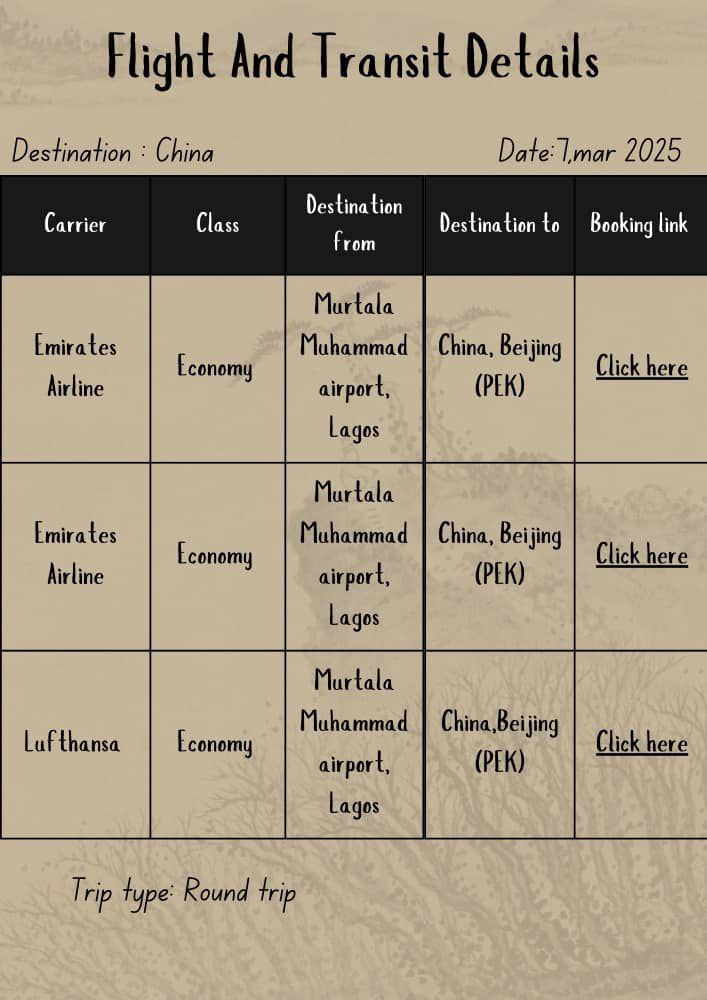 Flight And Transit Details
Destination : China
Date:7,mar 2025
Carrier
Class
Destination
from
Destination to
Booking link
Emirates
Airline
Economy
Murtala
Muhammad
airport,
Lagos
China, Beijing
(PEK)
Click here
Emirates
Airline
Economy
Murtala
Muhammad
airport,
Lagos
China, Beijing
(PEK)
Click here
Lufthansa
Economy
Murtala
Muhammad
airport,
Lagos
China,Beijing
(PEK)
Click here
Trip type: Round trip